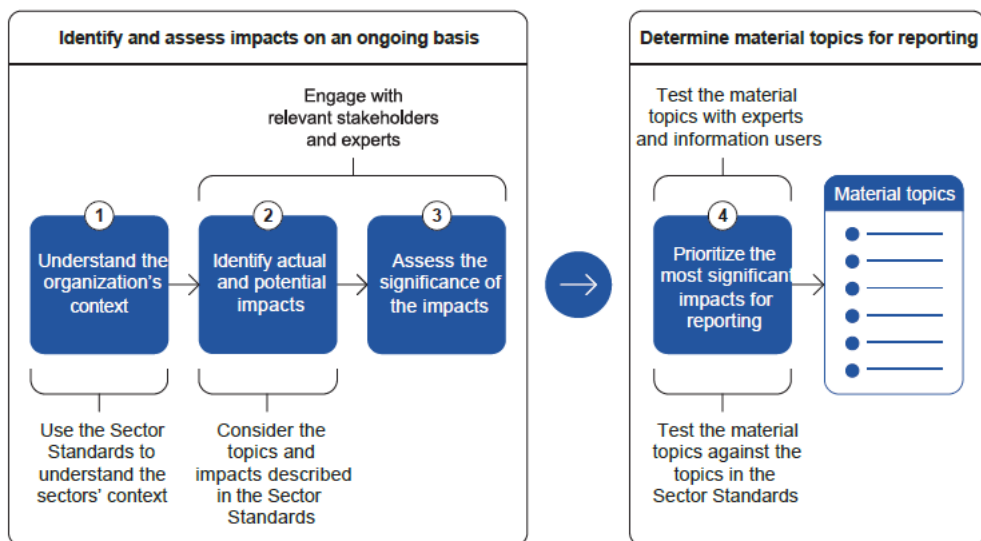 Identify and assess impacts on an ongoing basis
Engage with
relevant stakeholders
and experts
1
Understand the
organization's
context
2
Identify actual
and potential
impacts
3
Assess the
significance of
the impacts
Use the Sector
Standards to
understand the
sectors' context
Consider the
topics and
impacts described
in the Sector
Standards
Determine material topics for reporting
Test the material
topics with experts
and information users
4
Prioritize the
most significant
impacts for
reporting
Material topics
Test the material
topics against the
topics in the
Sector Standards